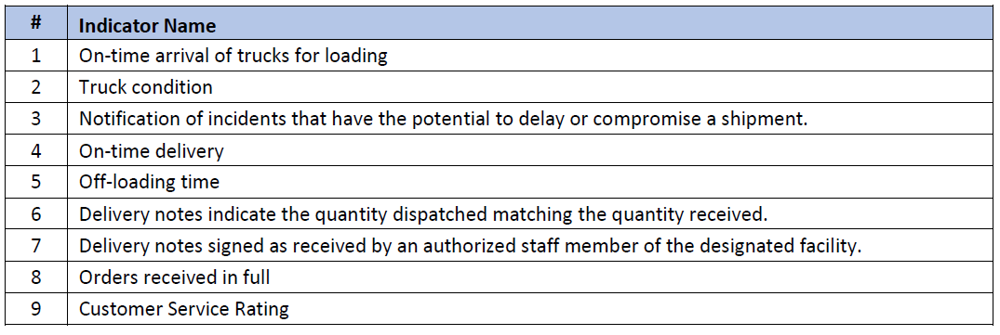 # Indicator Name
1 On-time arrival of trucks for loading
2 Truck condition
3 Notification of incidents that have the potential to delay or compromise a shipment.
4 On-time delivery
5 Off-loading time
6 Delivery notes indicate the quantity dispatched matching the quantity received.
7 Delivery notes signed as received by an authorized staff member of the designated facility.
8 Orders received in full
9 Customer Service Rating